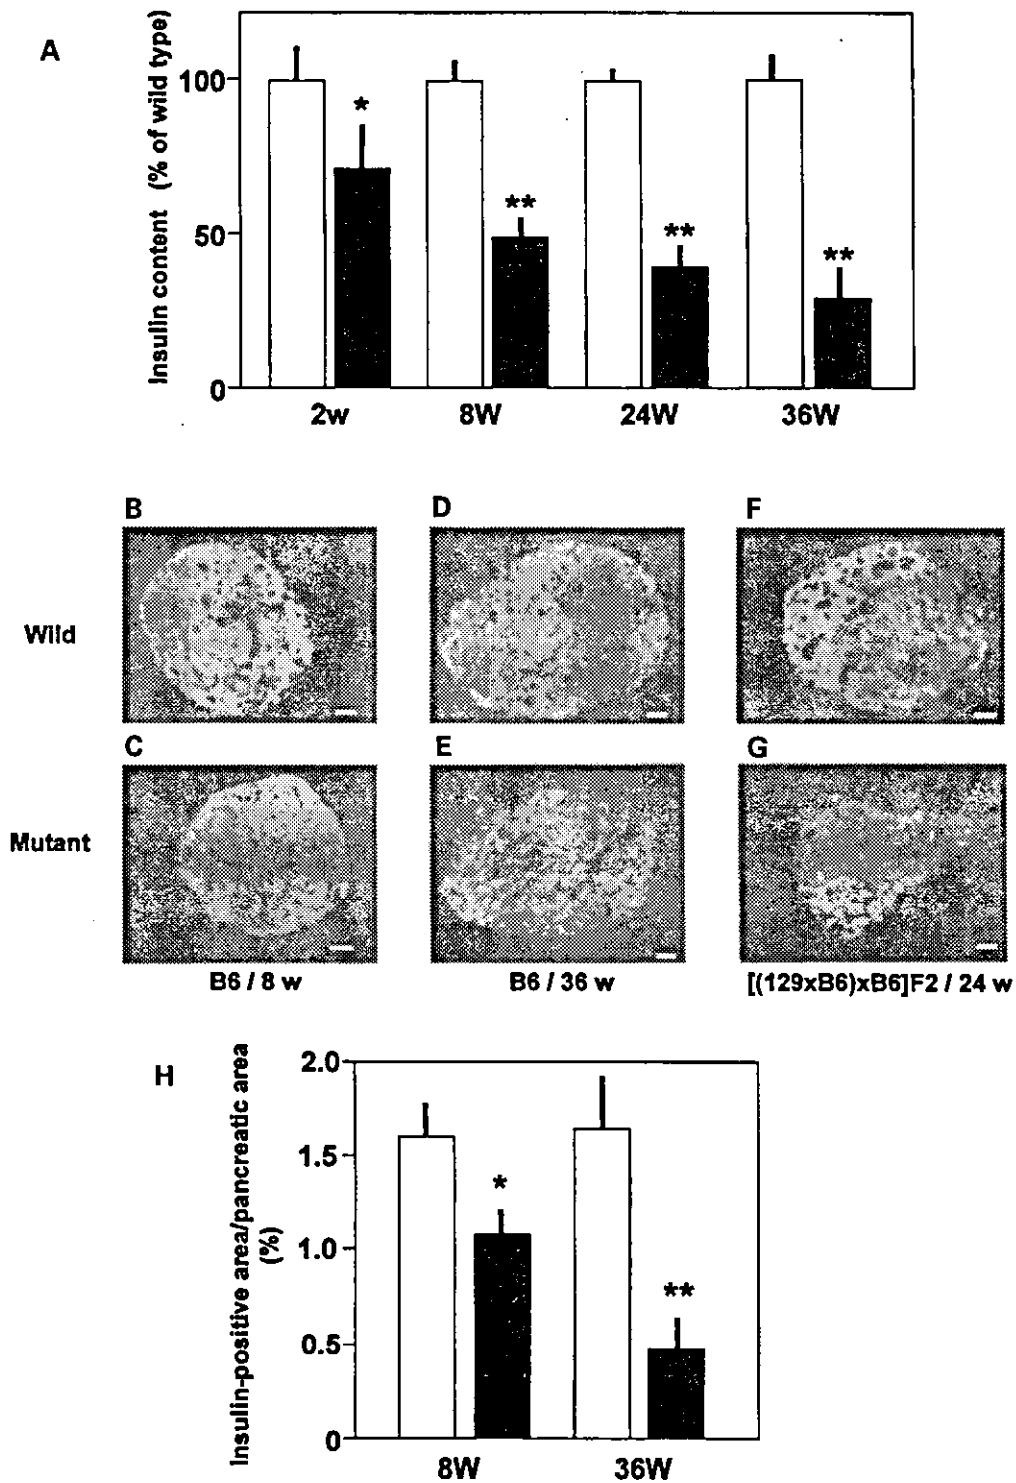 A
Insulin content (% of wild type)
100
50
0
*
**
**
**
2w 8W 24W 36W
B D F
Wild
C E G
Mutant
B6 / 8 w B6 / 36 w [(129xB6)xB6]F2 / 24 w
H
Insulin-positive area/pancreatic area
(%)
2.0
1.5
1.0
0.5
0
*
**
8W 36W